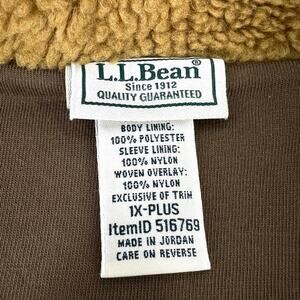 L.L.Bean®
Since 1912
QUALITY GUARANTEED
BODY LINING:
100% POLYESTER
SLEEVE LINING:
100% NYLON
WOVEN OVERLAY:
100% NYLON
EXCLUSIVE OF TRIM
1X-PLUS
ItemID 516769
MADE IN JORDAN
CARE ON REVERSE